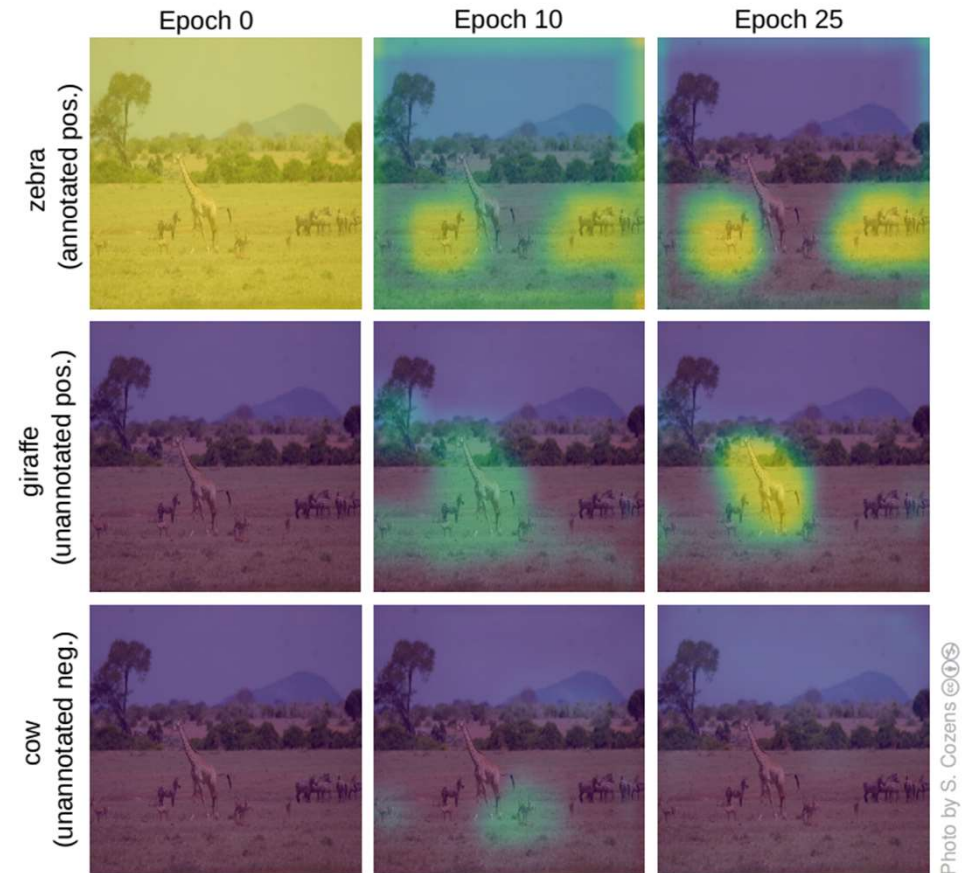 Epoch 0
Epoch 10
Epoch 25
zebra
(annotated pos.)
giraffe
(unannotated pos.)
cow
(unannotated neg.)
Photo by S. Cozens